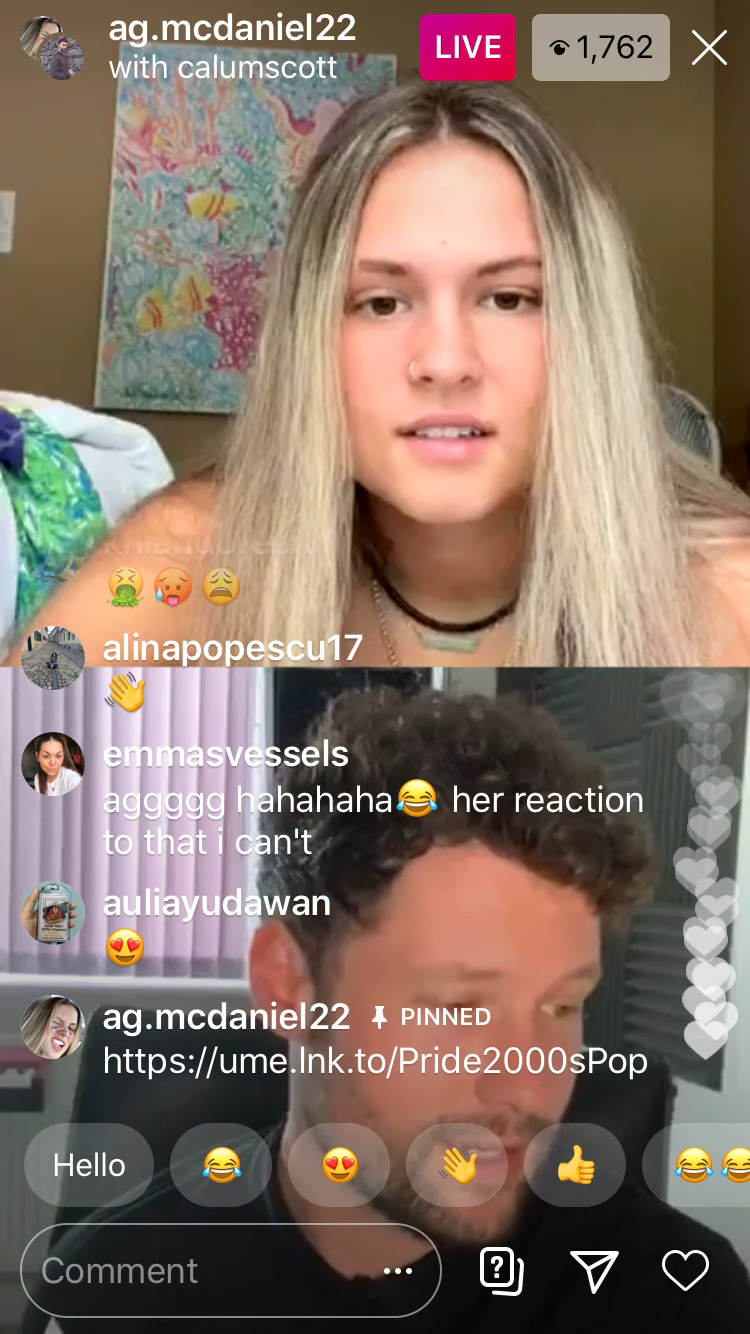 ag.mcdaniel22
with calumscott
LIVE
1,762
🤮🥵😩
alinapopescu17
👋
emmasvessels
aggggg hahahaha😂 her reaction
to that i can't
auliayudawan
😍
ag.mcdaniel22 PINNED
https://ume.lnk.to/Pride2000sPop
Hello 😂 😍 👋 👍 😂😂
Comment